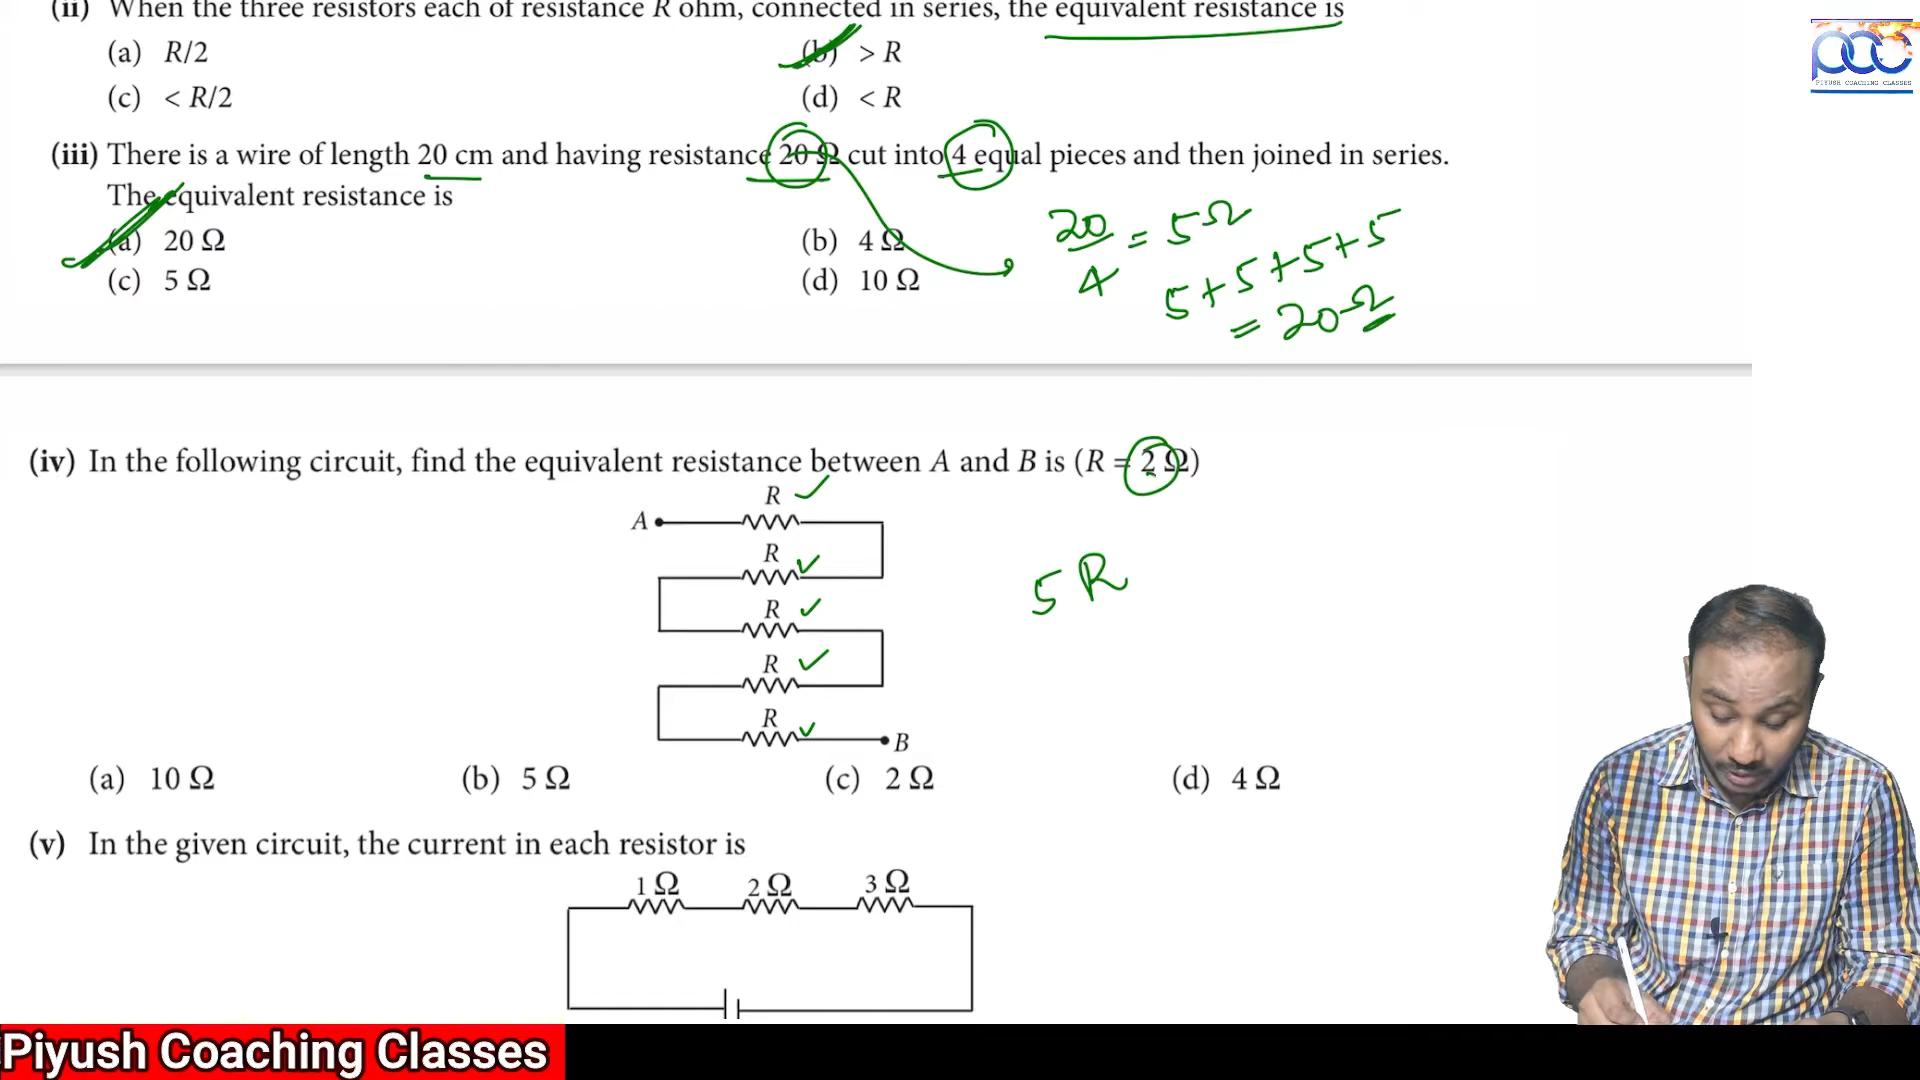 (ii) When the three resistors each of resistance R ohm, connected in series, the equivalent resistance is
(a) R/2
(b) > R
(c) < R/2
(d) < R
PCC
PIYUSH COACHING CLASSES
(iii) There is a wire of length 20 cm and having resistance 20 Ω cut into 4 equal pieces and then joined in series.
The equivalent resistance is
(a) 20 Ω
(b) 4 Ω
(c) 5 Ω
(d) 10 Ω
20/4 = 5Ω
5+5+5+5
= 20Ω
(iv) In the following circuit, find the equivalent resistance between A and B is (R = 2 Ω)
R
A
R
R
R
R
B
5R
(a) 10 Ω
(b) 5 Ω
(c) 2 Ω
(d) 4 Ω
(v) In the given circuit, the current in each resistor is
1 Ω 2 Ω 3 Ω
Piyush Coaching Classes